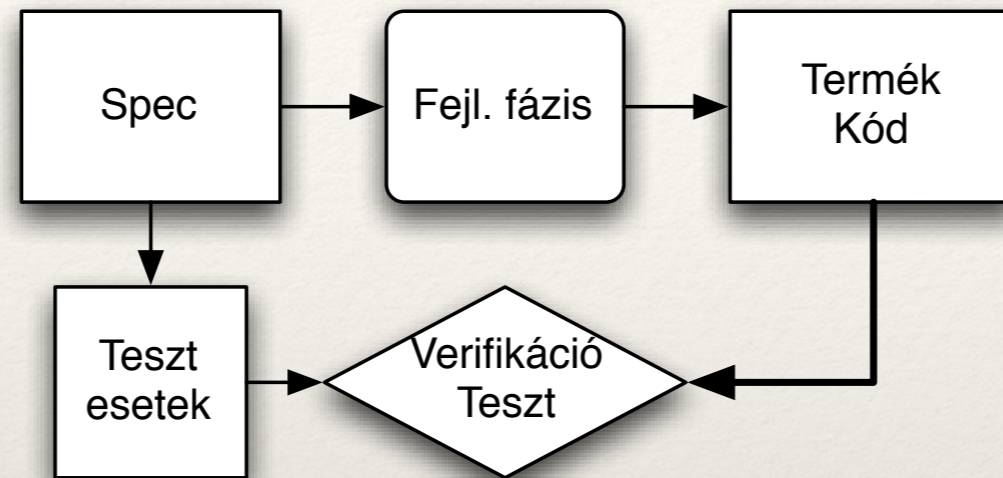 Spec
Fejl. fázis
Termék
Kód
Teszt
esetek
Verifikáció
Teszt